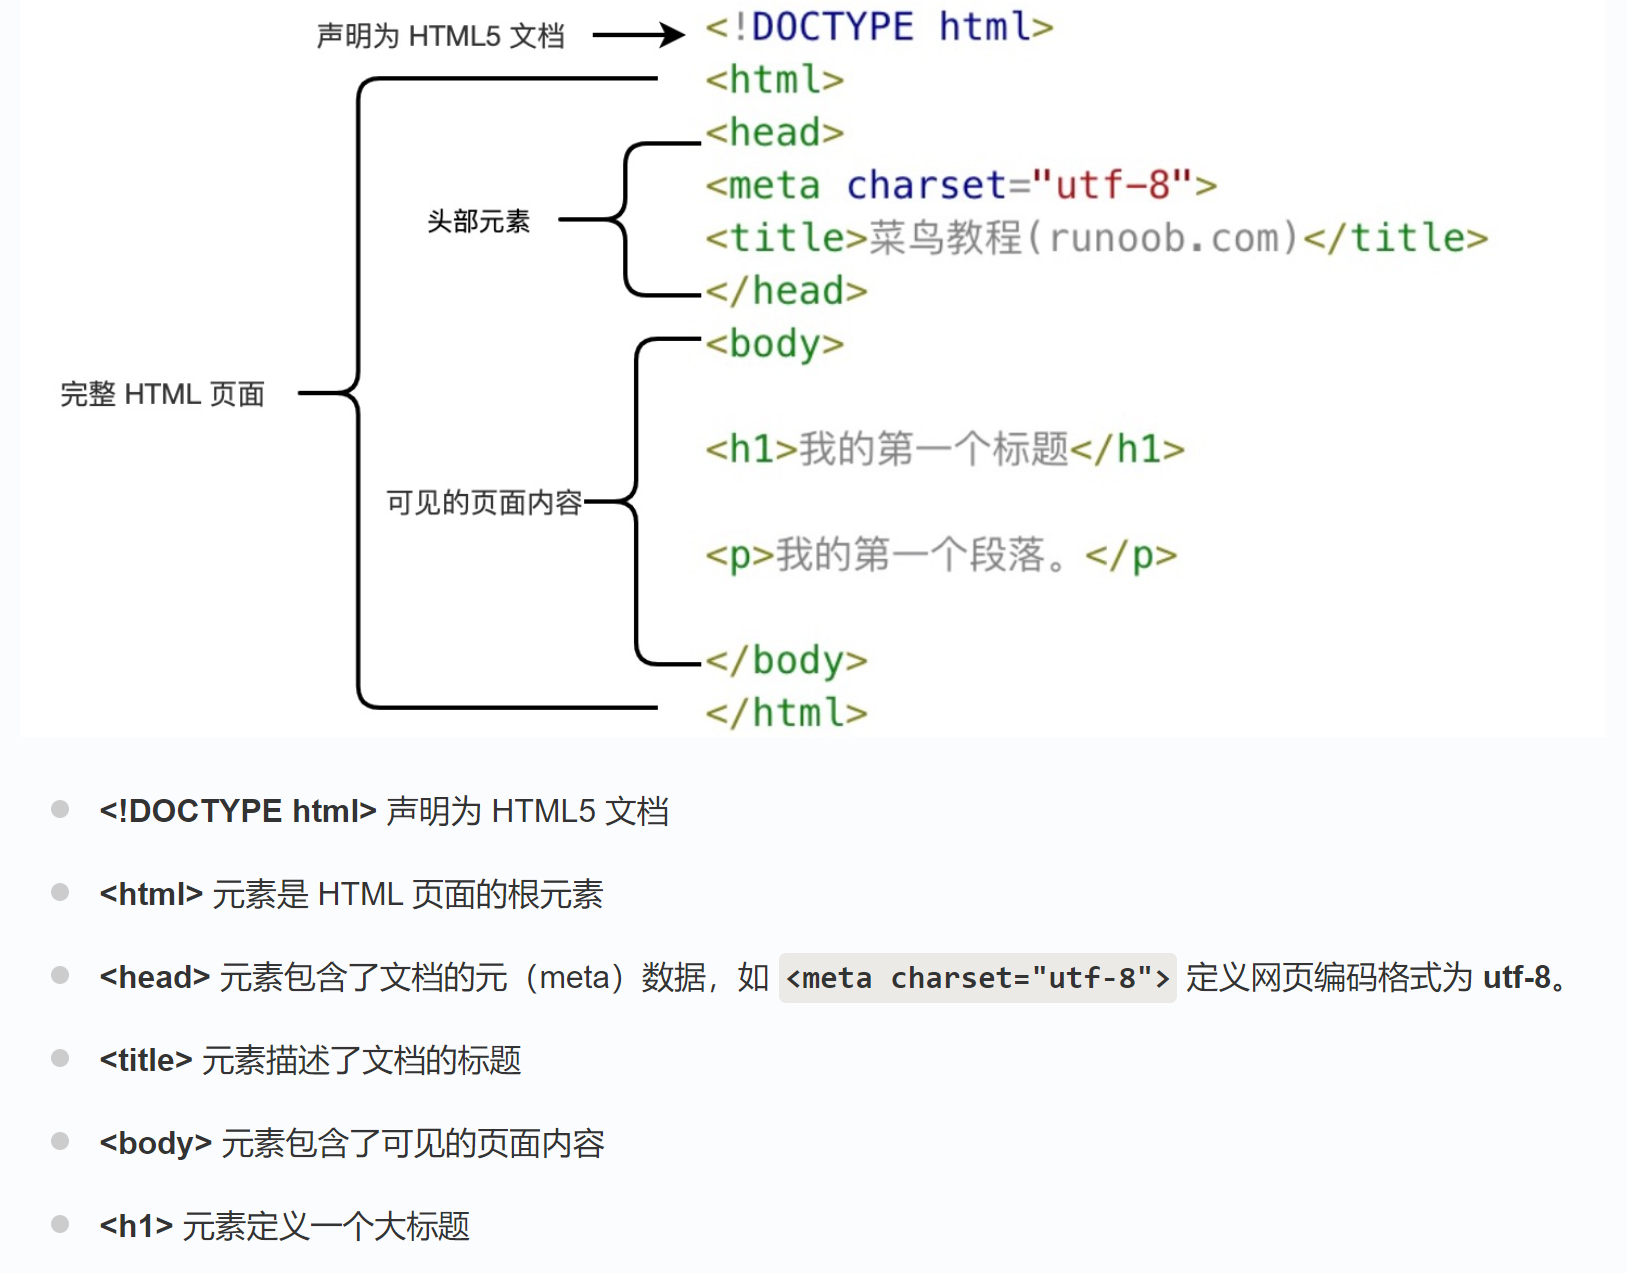 声明为 HTML5 文档
<!DOCTYPE html>
<html>
<head>
<meta charset="utf-8">
头部元素
<title>菜鸟教程(runoob.com)</title>
</head>
<body>
完整 HTML 页面
<h1>我的第一个标题</h1>
可见的页面内容
<p>我的第一个段落。</p>
</body>
</html>
<!DOCTYPE html> 声明为 HTML5 文档
<html> 元素是 HTML 页面的根元素
<head> 元素包含了文档的元（meta）数据，如 <meta charset="utf-8"> 定义网页编码格式为 utf-8。
<title> 元素描述了文档的标题
<body> 元素包含了可见的页面内容
<h1> 元素定义一个大标题